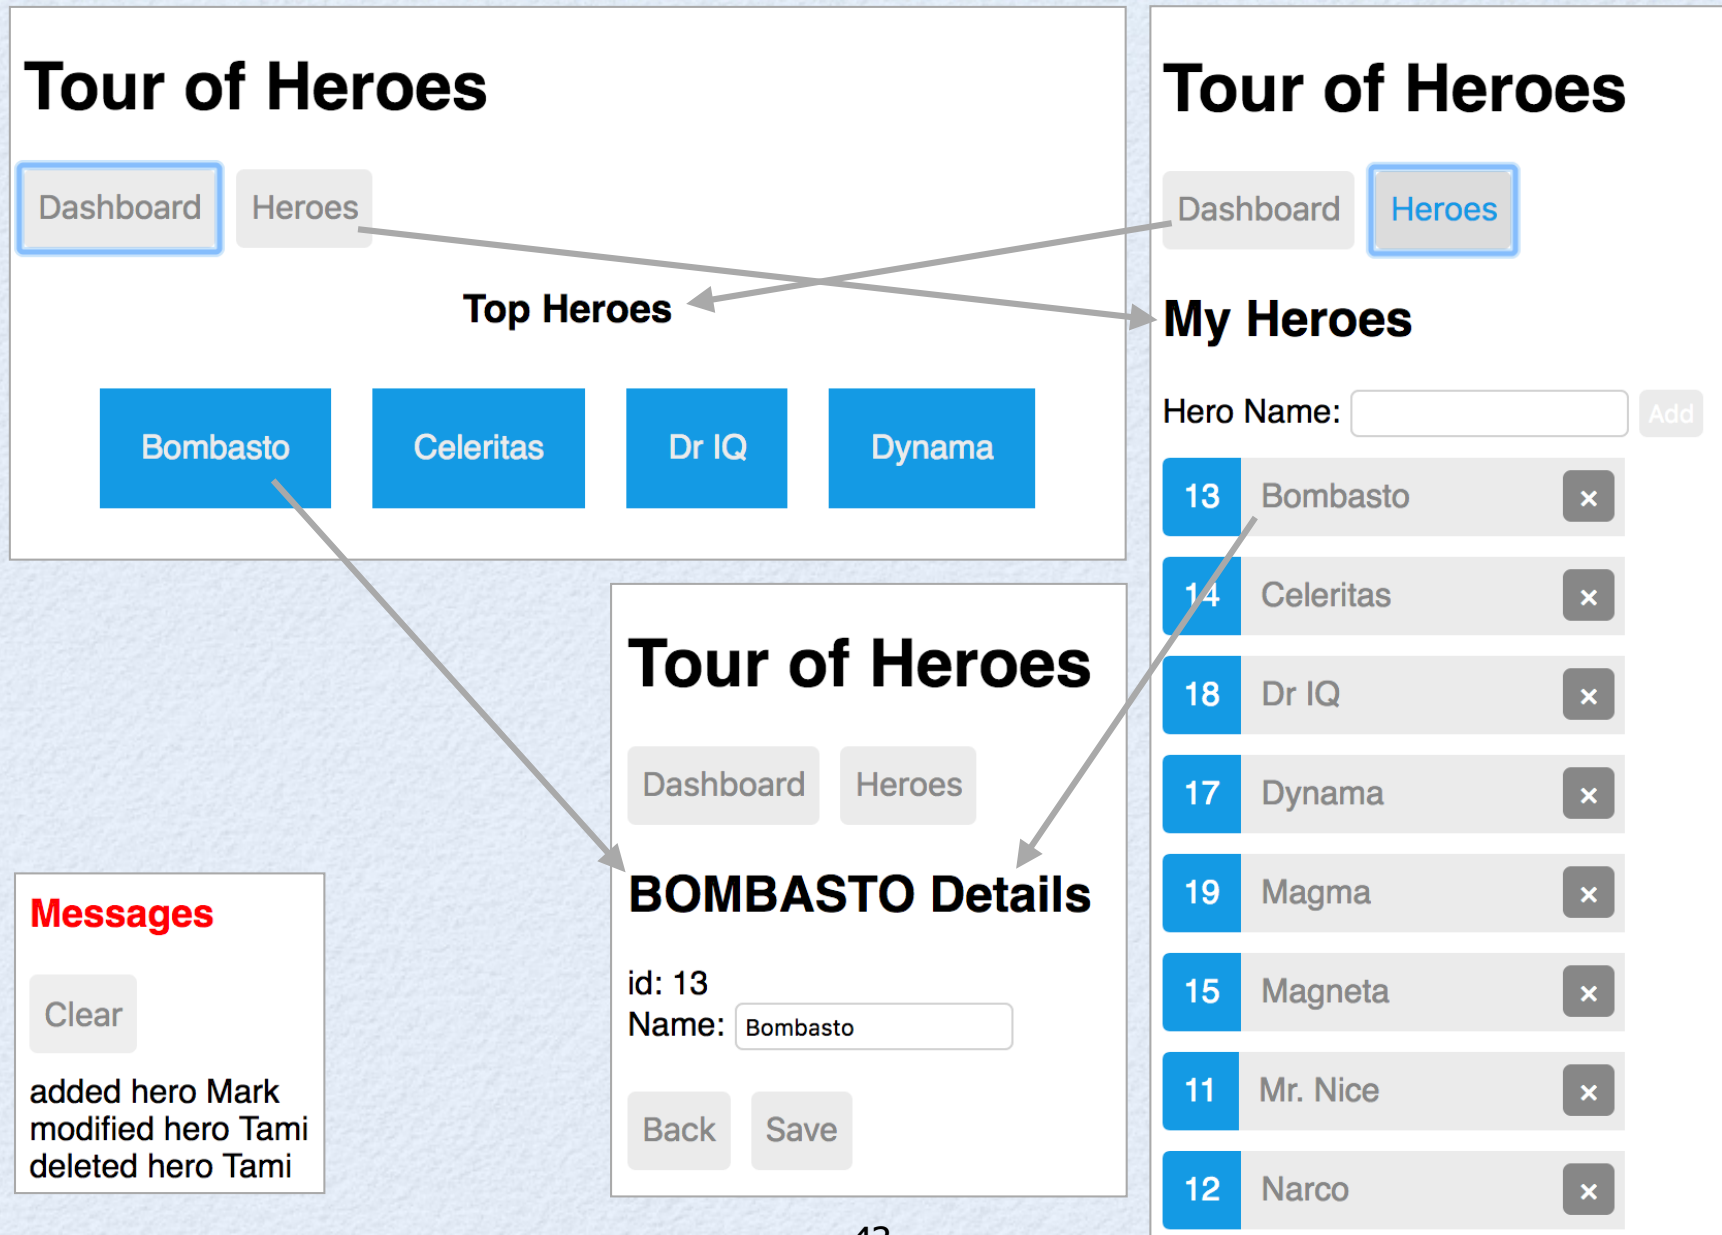 Tour of Heroes
Dashboard Heroes
Top Heroes
Bombasto Celeritas Dr IQ Dynama
Tour of Heroes
Dashboard Heroes
My Heroes
Hero Name: Add
13 Bombasto ×
14 Celeritas ×
18 Dr IQ ×
17 Dynama ×
19 Magma ×
15 Magneta ×
11 Mr. Nice ×
12 Narco ×
Tour of Heroes
Dashboard Heroes
BOMBASTO Details
id: 13
Name: Bombasto
Back Save
Messages
Clear
added hero Mark
modified hero Tami
deleted hero Tami